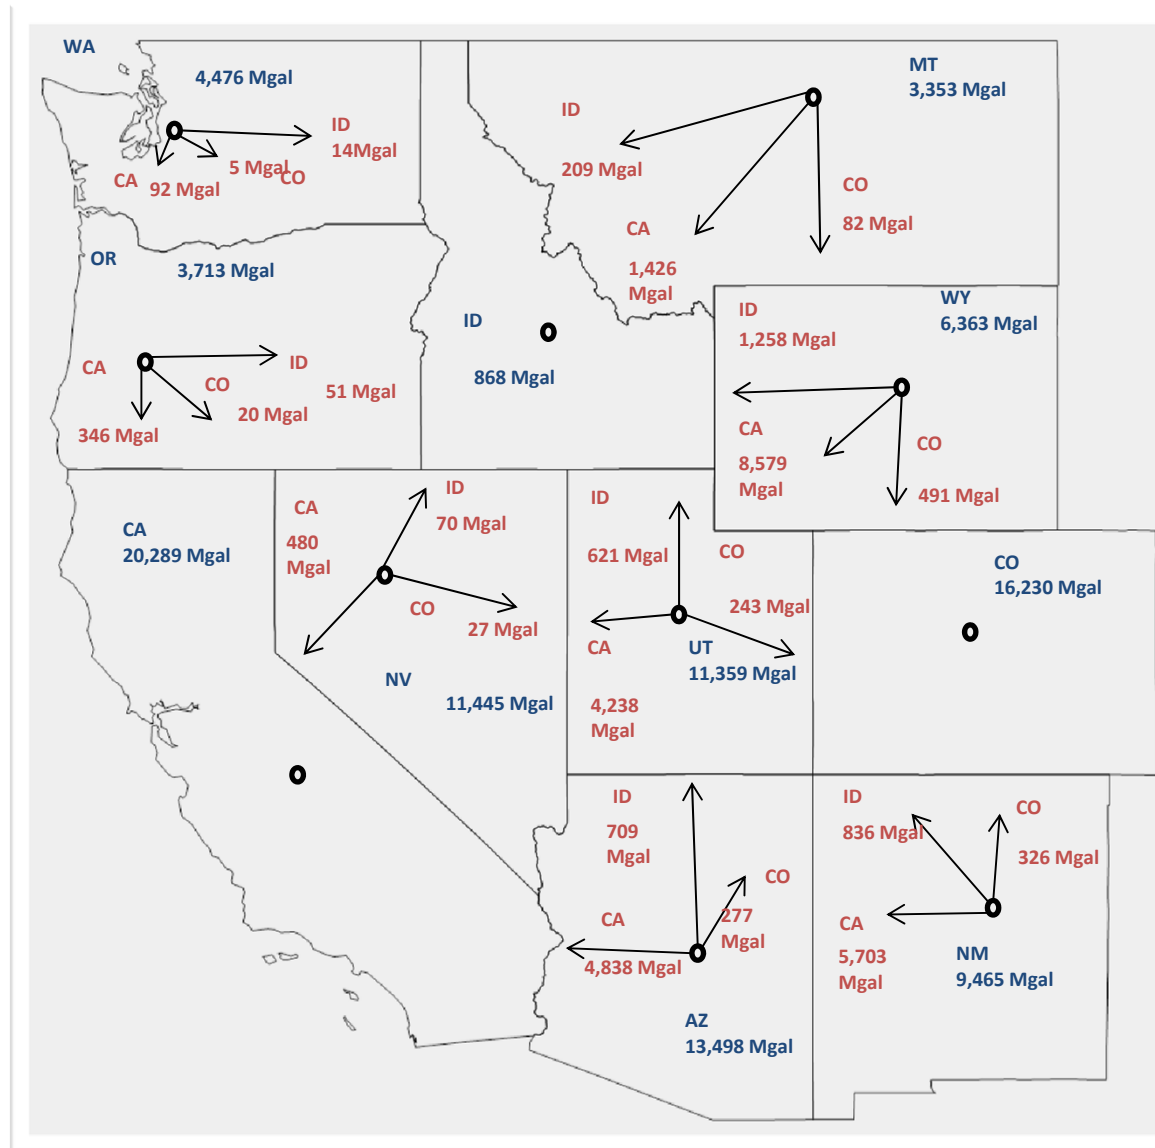 WA
4,476 Mgal
ID
14Mgal
5 Mgal
CO
CA
92 Mgal
MT
3,353 Mgal
ID
209 Mgal
CO
82 Mgal
CA
1,426
Mgal
OR
3,713 Mgal
CA
ID
CO
51 Mgal
20 Mgal
346 Mgal
ID
868 Mgal
WY
6,363 Mgal
ID
1,258 Mgal
CA
8,579
Mgal
CO
491 Mgal
CA
20,289 Mgal
ID
70 Mgal
CA
480
Mgal
CO
27 Mgal
NV
11,445 Mgal
ID
621 Mgal
CO
243 Mgal
CA
4,238
Mgal
UT
11,359 Mgal
CO
16,230 Mgal
ID
709
Mgal
CO
277
Mgal
CA
4,838 Mgal
AZ
13,498 Mgal
ID
836 Mgal
CO
326 Mgal
CA
5,703
Mgal
NM
9,465 Mgal